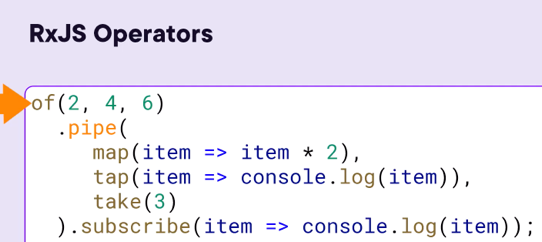 RxJS Operators
of(2, 4, 6)
  .pipe(
     map(item => item * 2),
     tap(item => console.log(item)),
     take(3)
  ).subscribe(item => console.log(item));